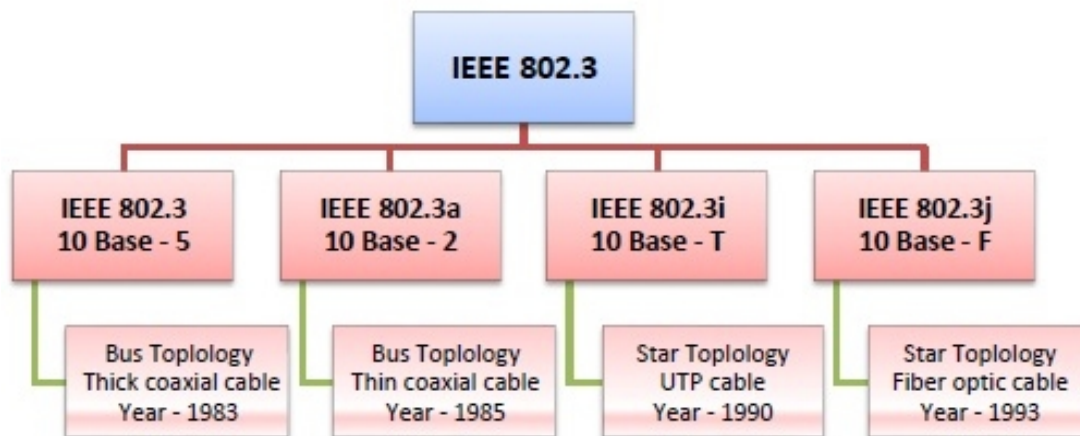 IEEE 802.3
IEEE 802.3
10 Base - 5
IEEE 802.3a
10 Base - 2
IEEE 802.3i
10 Base - T
IEEE 802.3j
10 Base - F
Bus Toplology
Thick coaxial cable
Year - 1983
Bus Toplology
Thin coaxial cable
Year - 1985
Star Toplology
UTP cable
Year - 1990
Star Toplology
Fiber optic cable
Year - 1993